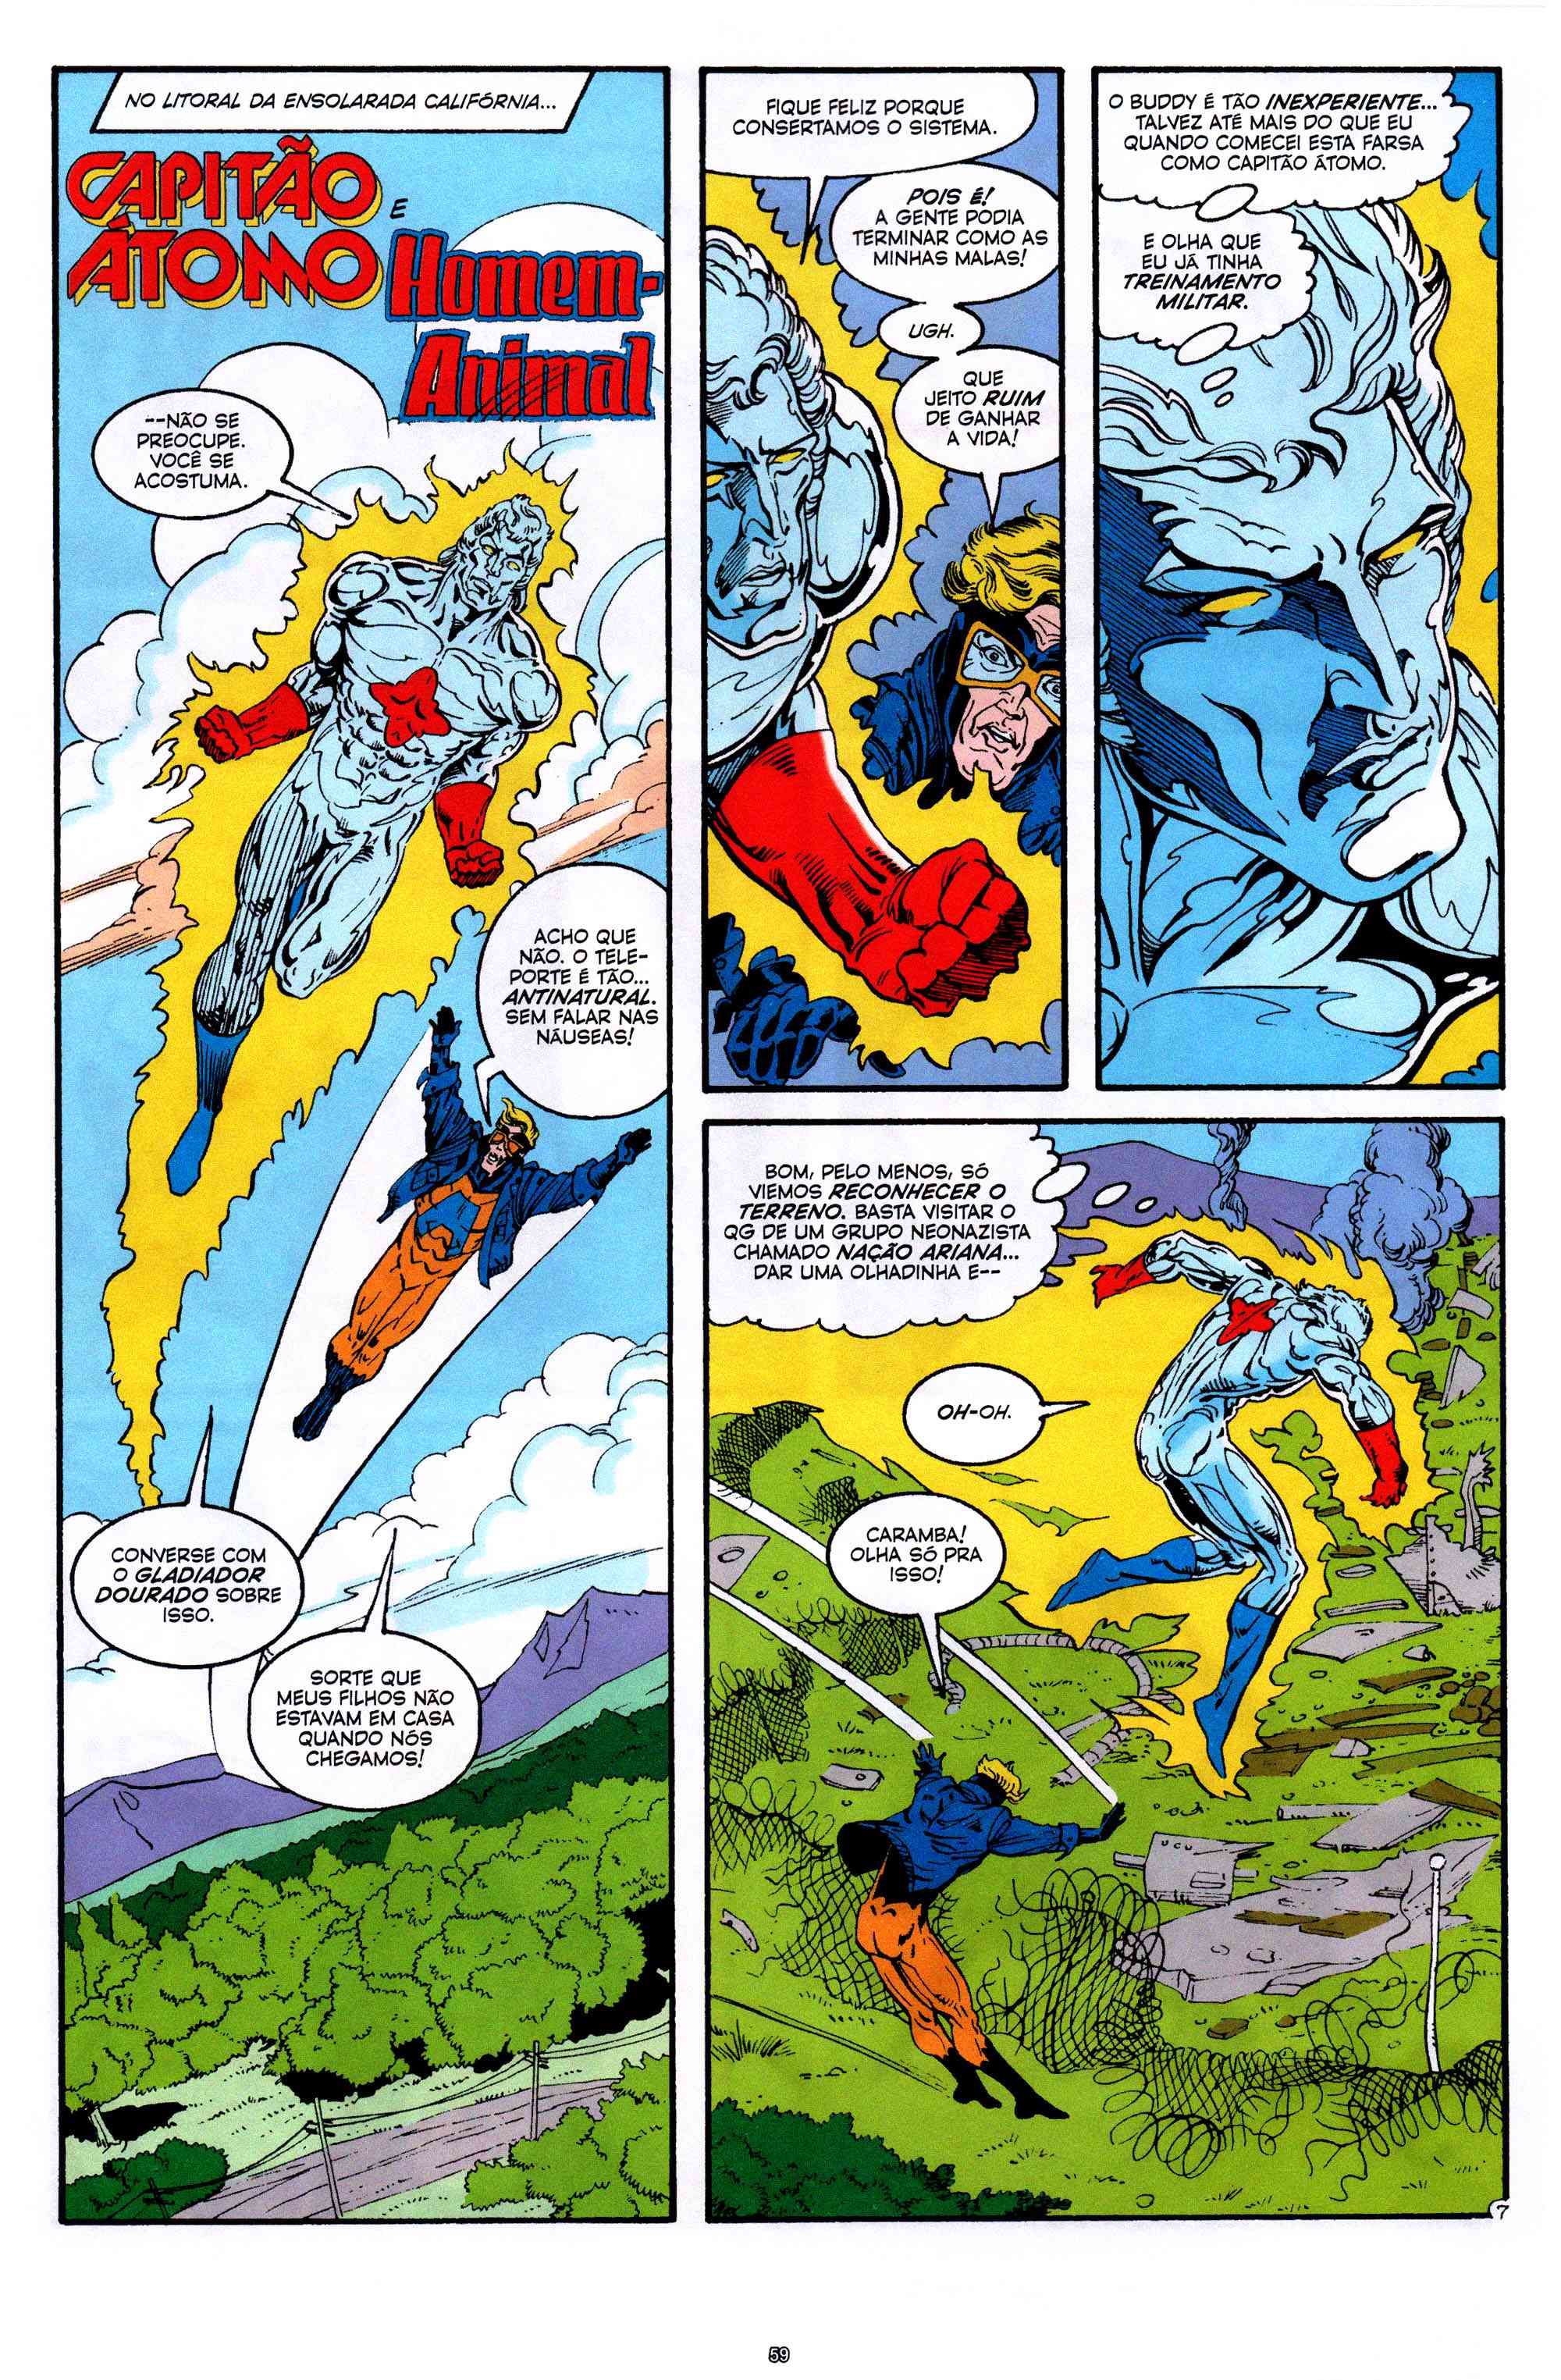 NO LITORAL DA ENSOLARADA CALIFÓRNIA...
CAPITÃO
ÁTOMO
E
HOMEM-
ANIMAL
--NÃO SE
PREOCUPE.
VOCÊ SE
ACOSTUMA.
ACHO QUE
NÃO. O TELE-
PORTE É TÃO...
ANTINATURAL.
SEM FALAR NAS
NÁUSEAS!
CONVERSE COM
O GLADIADOR
DOURADO SOBRE
ISSO.
SORTE QUE
MEUS FILHOS NÃO
ESTAVAM EM CASA
QUANDO NÓS
CHEGAMOS!
FIQUE FELIZ PORQUE
CONSERTAMOS O SISTEMA.
POIS É!
A GENTE PODIA
TERMINAR COMO AS
MINHAS MALAS!
UGH.
QUE
JEITO RUIM
DE GANHAR
A VIDA!
O BUDDY É TÃO INEXPERIENTE...
TALVEZ ATÉ MAIS DO QUE EU
QUANDO COMECEI ESTA FARSA
COMO CAPITÃO ÁTOMO.
E OLHA QUE
EU JÁ TINHA
TREINAMENTO
MILITAR.
BOM, PELO MENOS, SÓ
VIEMOS RECONHECER O
TERRENO. BASTA VISITAR O
QG DE UM GRUPO NEONAZISTA
CHAMADO NAÇÃO ARIANA...
DAR UMA OLHADINHA E--
OH-OH.
CARAMBA!
OLHA SÓ PRA
ISSO!
7
59